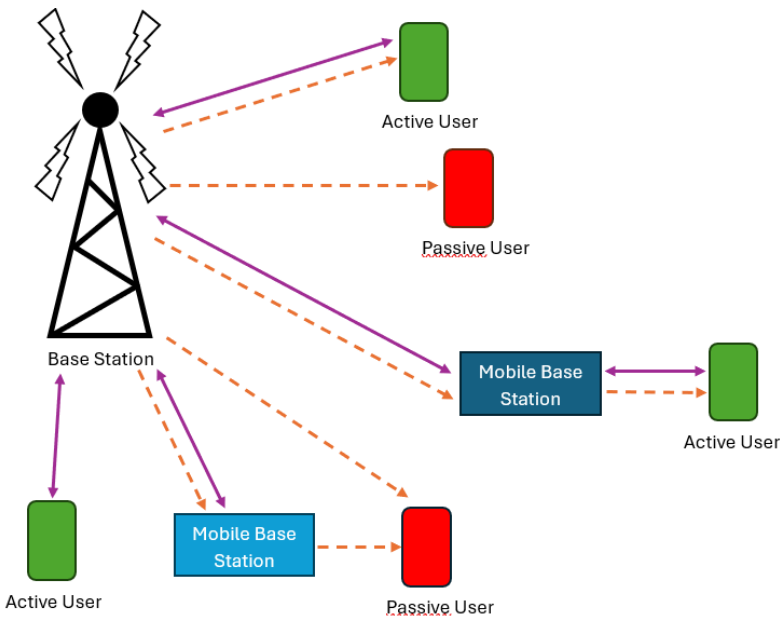 Active User
Passive User
Base Station
Mobile Base
Station
Active User
Mobile Base
Station
Active User
Passive User